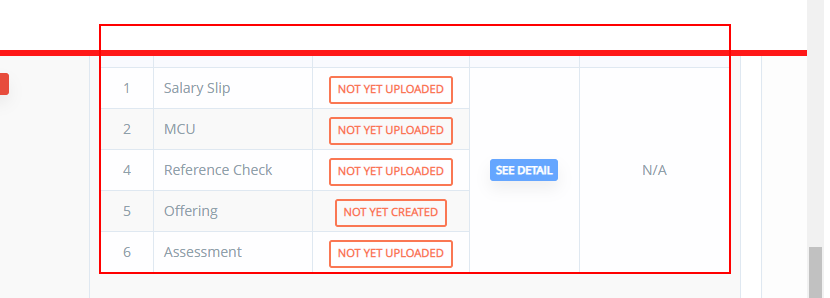 1 Salary Slip NOT YET UPLOADED
2 MCU NOT YET UPLOADED
4 Reference Check NOT YET UPLOADED SEE DETAIL N/A
5 Offering NOT YET CREATED
6 Assessment NOT YET UPLOADED